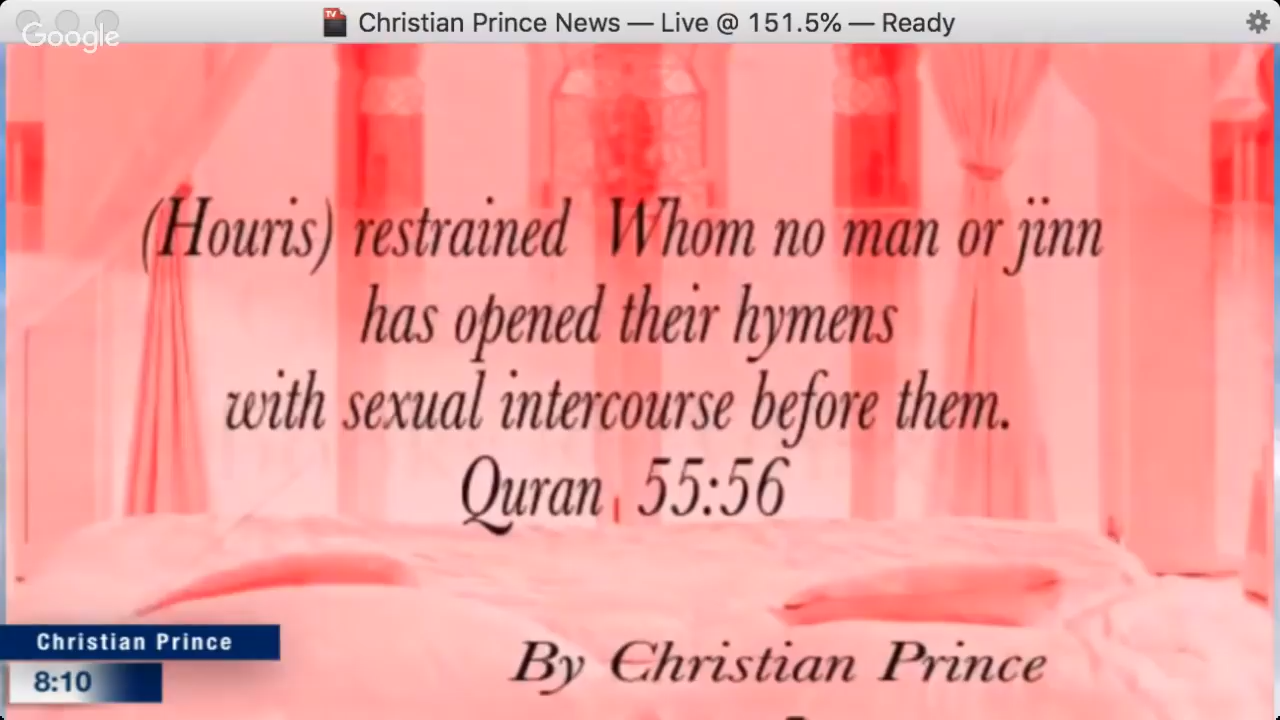 Google
TV
Christian Prince News — Live @ 151.5% — Ready
(Houris) restrained Whom no man or jinn
has opened their hymens
with sexual intercourse before them.
Quran 55:56
Christian Prince
8:10
By Christian Prince